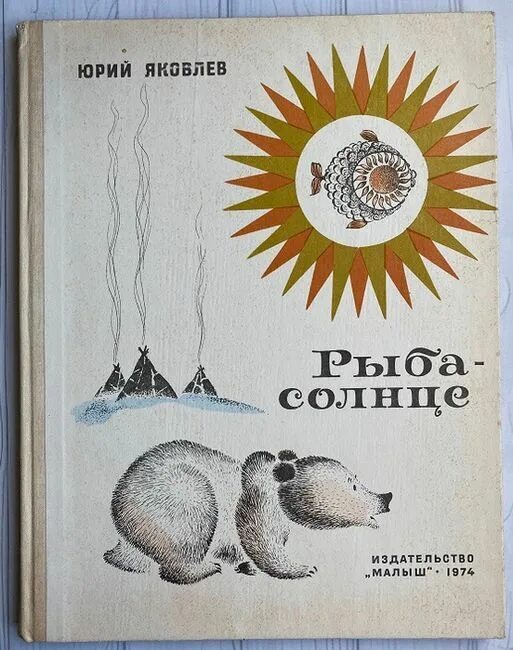 ЮРИЙ ЯКОВЛЕВ
Рыба-
солнце
ИЗДАТЕЛЬСТВО
„МАЛЫШ" · 1974